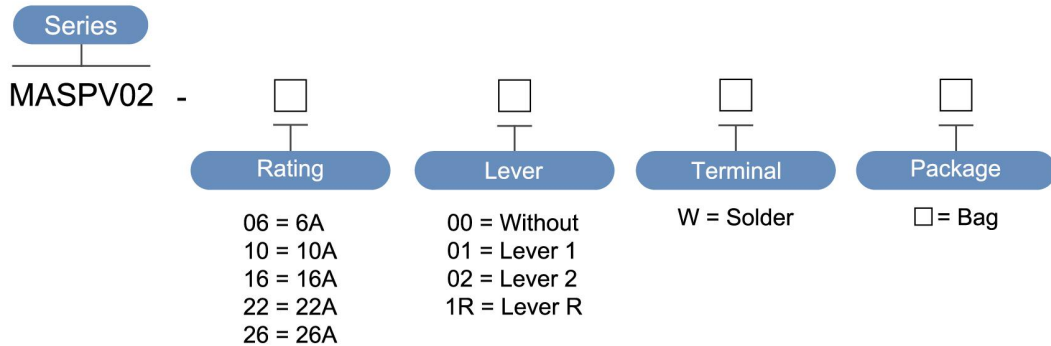 Series
MASPV02 - □ □ □ □
Rating
06 = 6A
10 = 10A
16 = 16A
22 = 22A
26 = 26A
Lever
00 = Without
01 = Lever 1
02 = Lever 2
1R = Lever R
Terminal
W = Solder
Package
□ = Bag